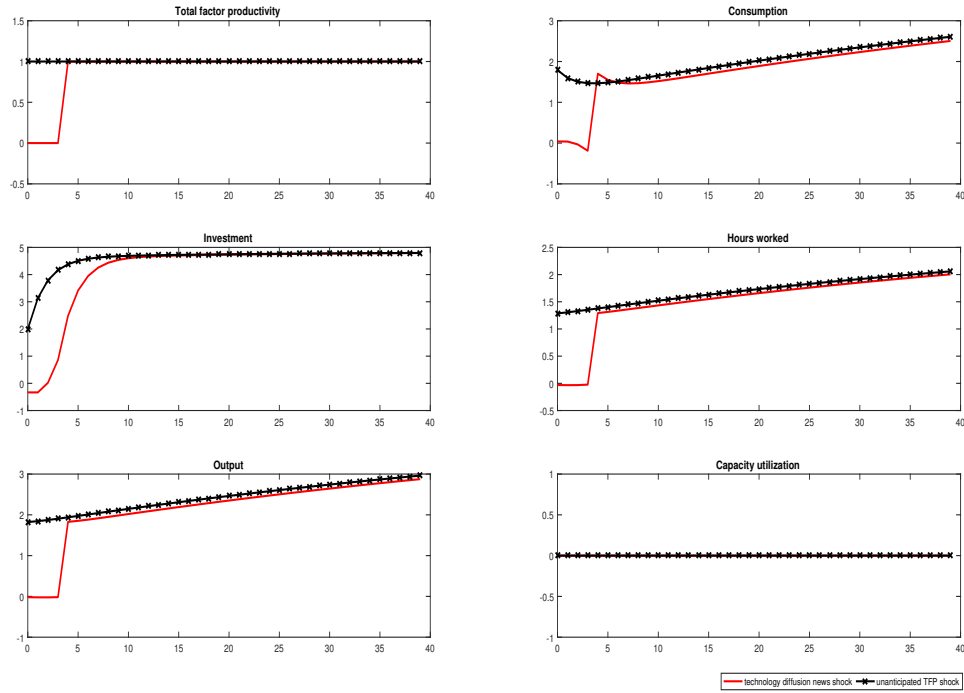 Total factor productivity
1.5
1
0.5
0
-0.5
0 5 10 15 20 25 30 35 40
Consumption
3
2
1
0
-1
0 5 10 15 20 25 30 35 40
Investment
5
4
3
2
1
0
-1
0 5 10 15 20 25 30 35 40
Hours worked
2.5
2
1.5
1
0.5
0
-0.5
0 5 10 15 20 25 30 35 40
Output
3
2
1
0
-1
0 5 10 15 20 25 30 35 40
Capacity utilization
1
0.5
0
-0.5
-1
0 5 10 15 20 25 30 35 40
technology diffusion news shock unanticipated TFP shock